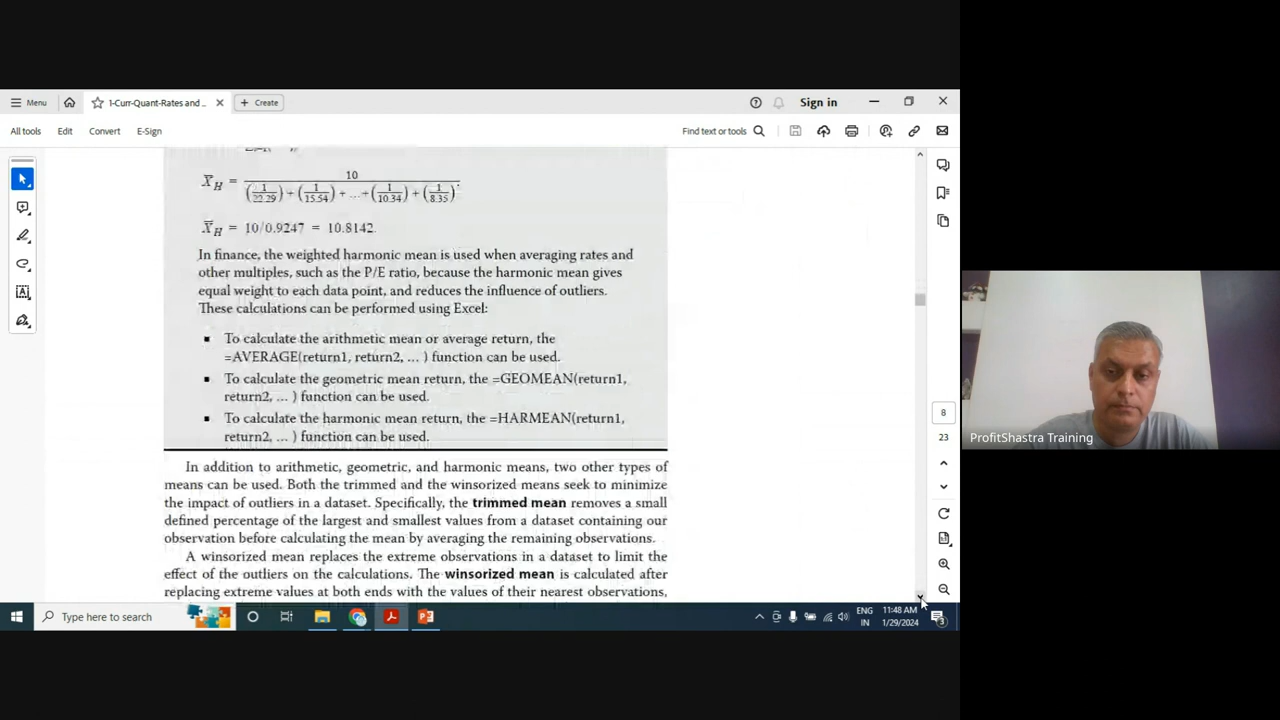 Menu
1-Curr-Quant-Rates and ...
Create
Sign in
All tools
Edit
Convert
E-Sign
Find text or tools
X̅H = 10 / ((1/22.29) + (1/15.54) + ... + (1/10.34) + (1/8.35)),
X̅H = 10/0.9247 = 10.8142.
In finance, the weighted harmonic mean is used when averaging rates and
other multiples, such as the P/E ratio, because the harmonic mean gives
equal weight to each data point, and reduces the influence of outliers.
These calculations can be performed using Excel:
▪ To calculate the arithmetic mean or average return, the
=AVERAGE(return1, return2, ... ) function can be used.
▪ To calculate the geometric mean return, the =GEOMEAN(return1,
return2, ... ) function can be used.
▪ To calculate the harmonic mean return, the =HARMEAN(return1,
return2, ... ) function can be used.
In addition to arithmetic, geometric, and harmonic means, two other types of
means can be used. Both the trimmed and the winsorized means seek to minimize
the impact of outliers in a dataset. Specifically, the trimmed mean removes a small
defined percentage of the largest and smallest values from a dataset containing our
observation before calculating the mean by averaging the remaining observations.
A winsorized mean replaces the extreme observations in a dataset to limit the
effect of the outliers on the calculations. The winsorized mean is calculated after
replacing extreme values at both ends with the values of their nearest observations,
8
23
ProfitShastra Training
Type here to search
ENG
IN
11:48 AM
1/29/2024
3